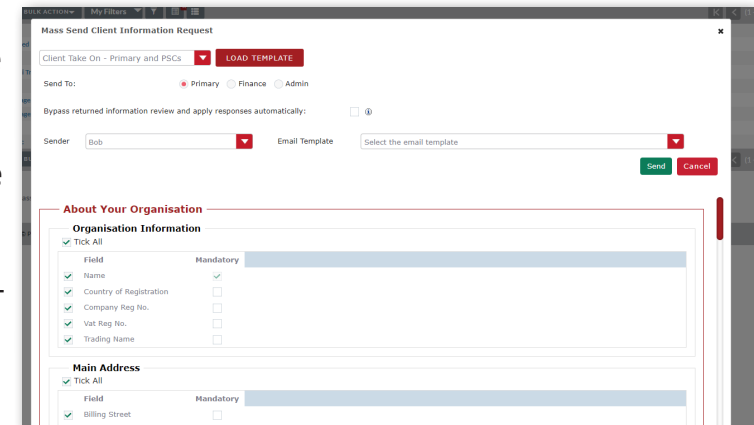 BULK ACTION My Filters
Mass Send Client Information Request
Client Take On - Primary and PSCs LOAD TEMPLATE
Send To: Primary Finance Admin
Bypass returned information review and apply responses automatically:
Sender Bob Email Template Select the email template
Send Cancel
About Your Organisation
Organisation Information
Tick All
Field Mandatory
Name
Country of Registration
Company Reg No.
Vat Reg No.
Trading Name
Main Address
Tick All
Field Mandatory
Billing Street